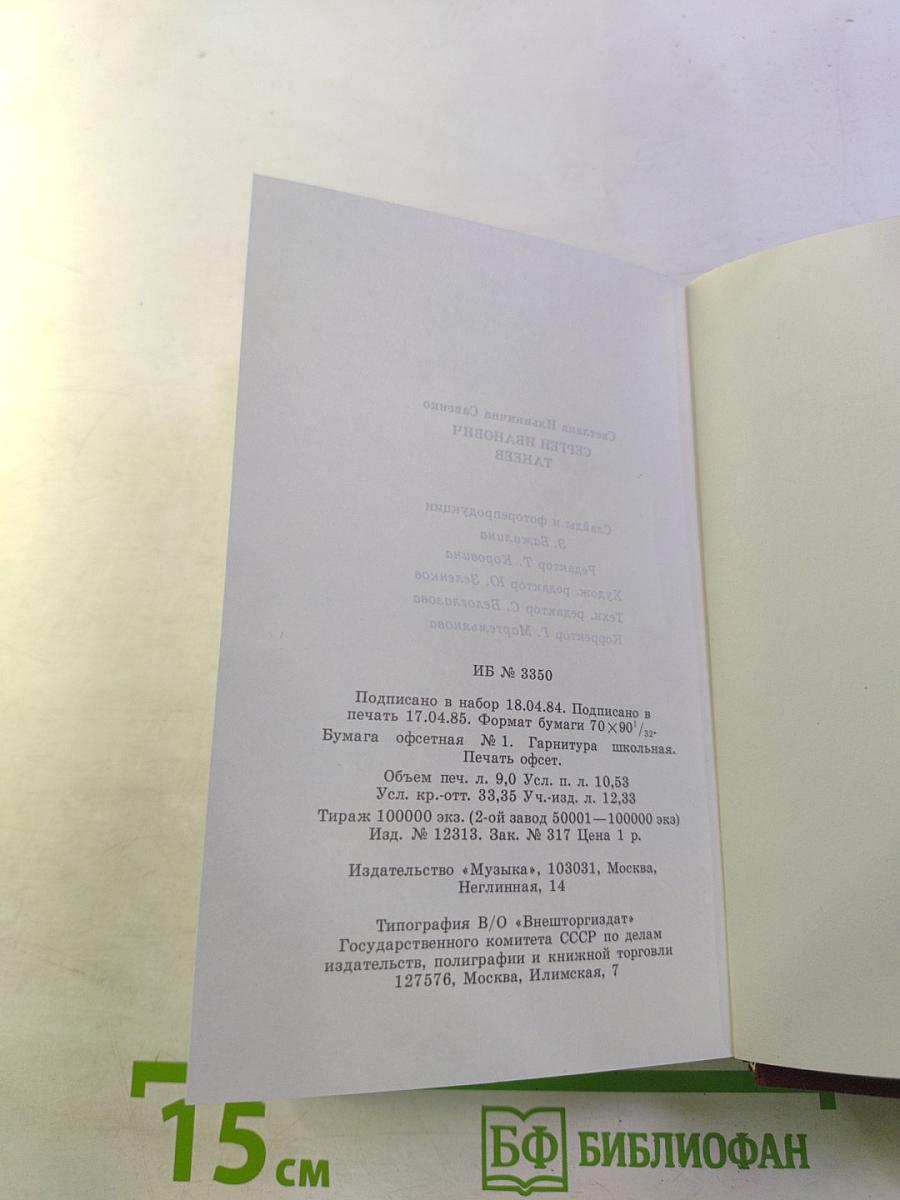 Светлана Ильинична Савенко
СЕРГЕЙ ИВАНОВИЧ
ТАНЕЕВ
Слайды и фоторепродукции
Э. Бажилина
Редактор Т. Коровина
Худож. редактор Ю. Зеленков
Техн. редактор С. Белоглазова
Корректор Г. Мартемьянова
ИБ № 3350
Подписано в набор 18.04.84. Подписано в
печать 17.04.85. Формат бумаги 70×90¹/₃₂.
Бумага офсетная № 1. Гарнитура школьная.
Печать офсет.
Объем печ. л. 9,0 Усл. п. л. 10,53
Усл. кр.-отт. 33,35 Уч.-изд. л. 12,33
Тираж 100000 экз. (2-ой завод 50001—100000 экз)
Изд. № 12313. Зак. № 317 Цена 1 р.
Издательство «Музыка», 103031, Москва,
Неглинная, 14
Типография В/О «Внешторгиздат»
Государственного комитета СССР по делам
издательств, полиграфии и книжной торговли
127576, Москва, Илимская, 7
15 см
БФ БИБЛИОФАН